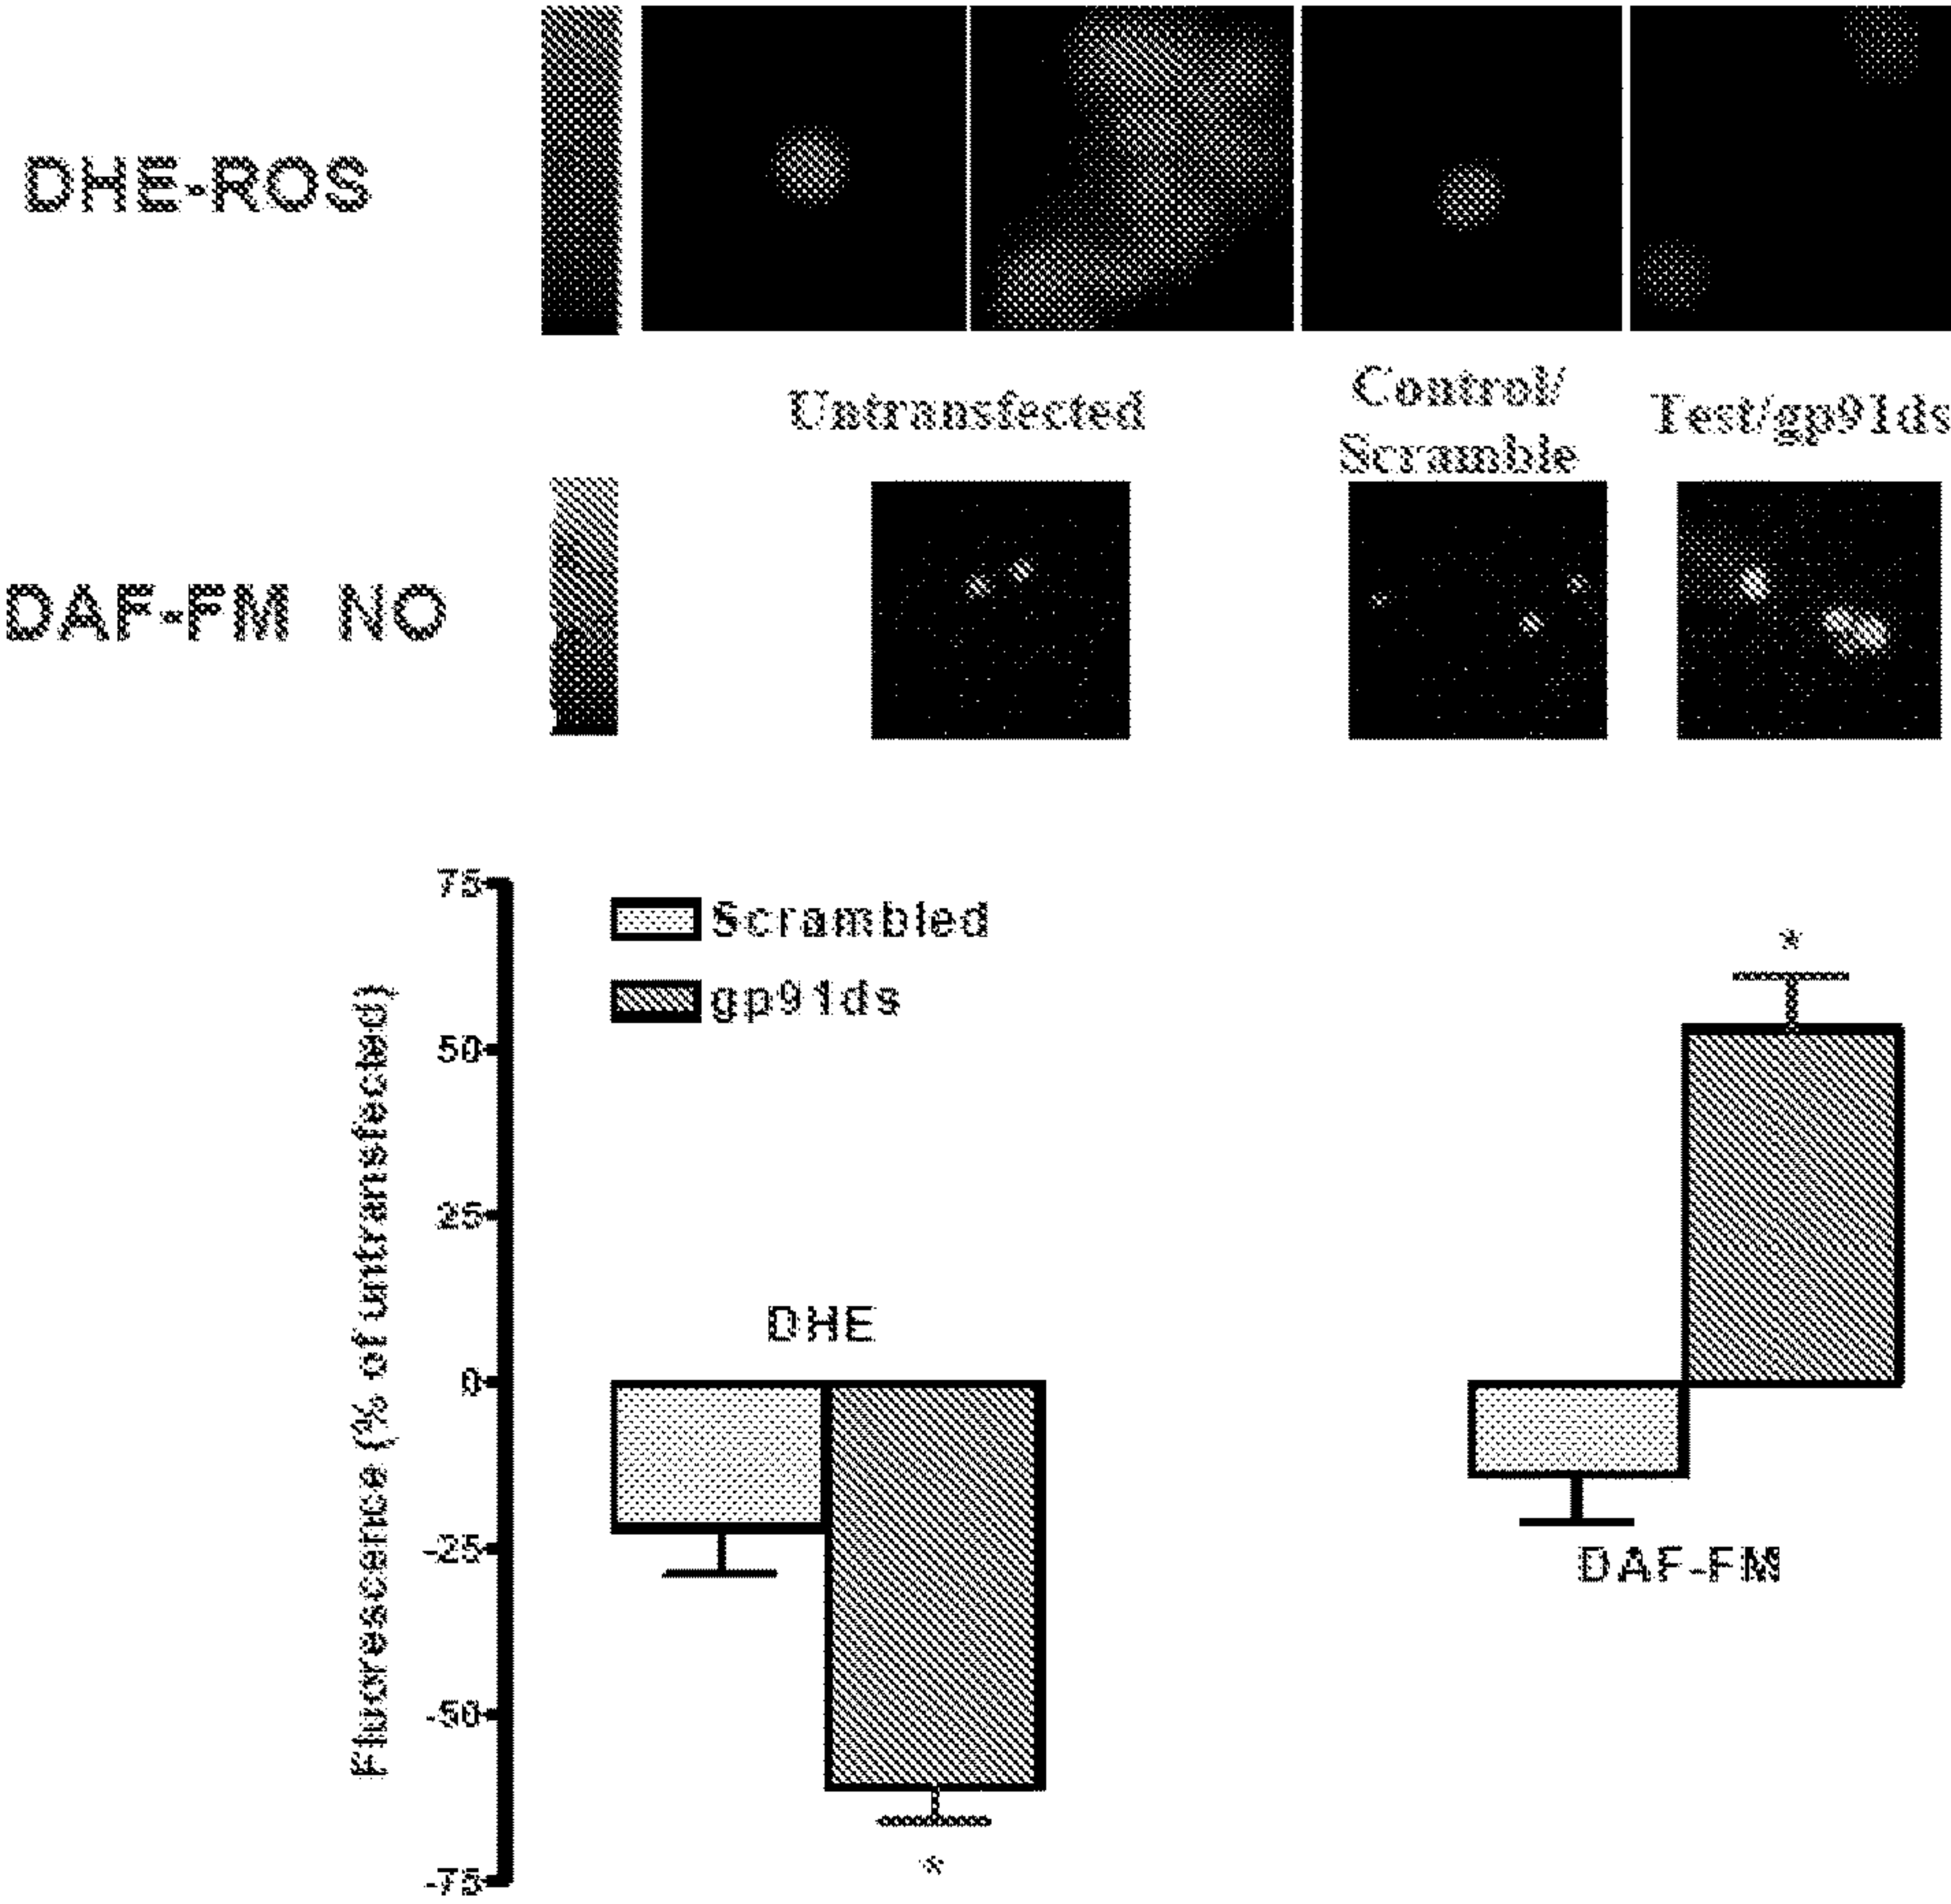 DHE-ROS
Untransfected
Control/
Scramble
Test/gp91ds
DAF-FM NO
75
50
25
0
-25
-50
-75
Fluorescence (% of untransfected)
Scrambled
gp91ds
*
DHE
DAF-FM
*